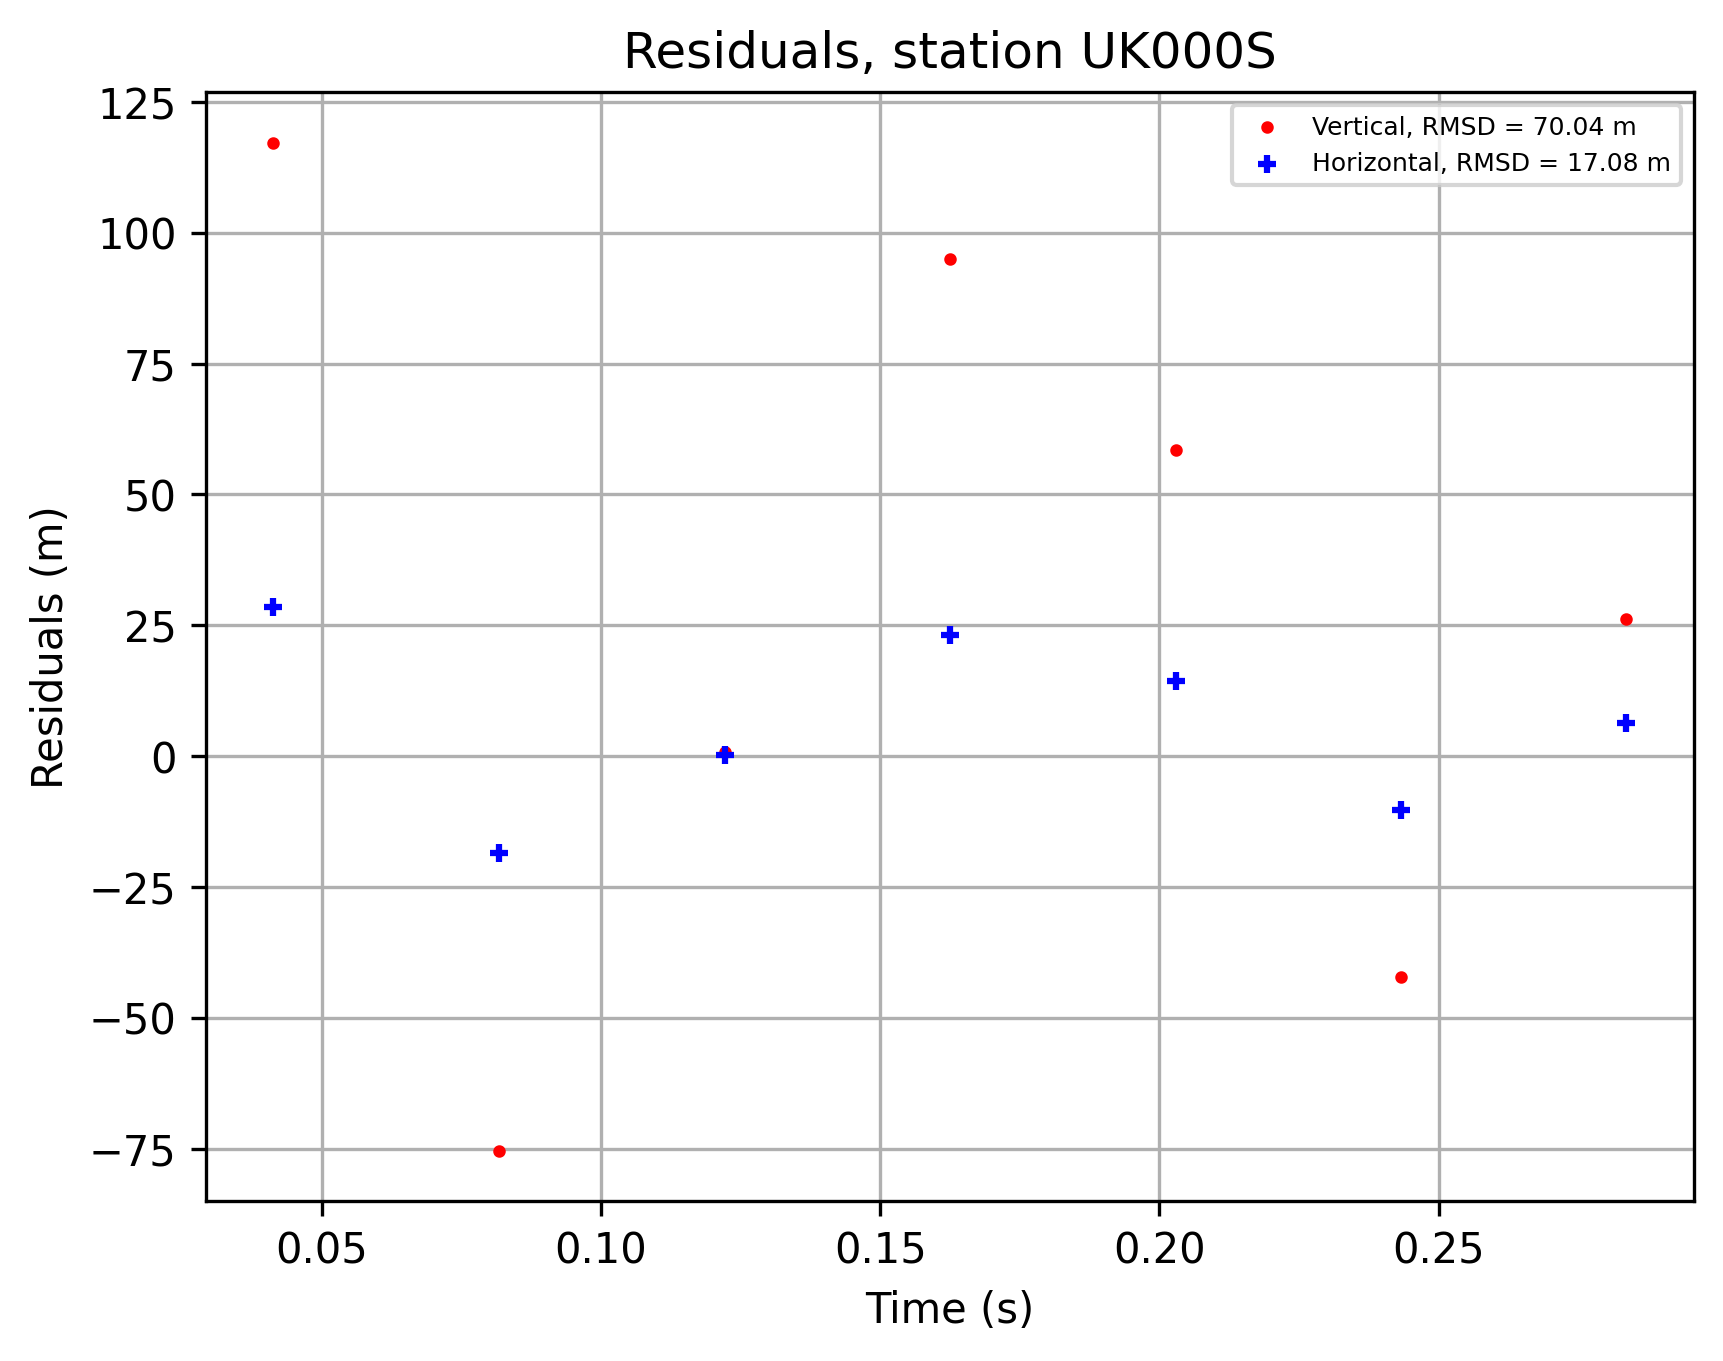 Residuals, station UK000S
Vertical, RMSD = 70.04 m
Horizontal, RMSD = 17.08 m
125
100
75
50
25
0
−25
−50
−75
Residuals (m)
0.05 0.10 0.15 0.20 0.25
Time (s)